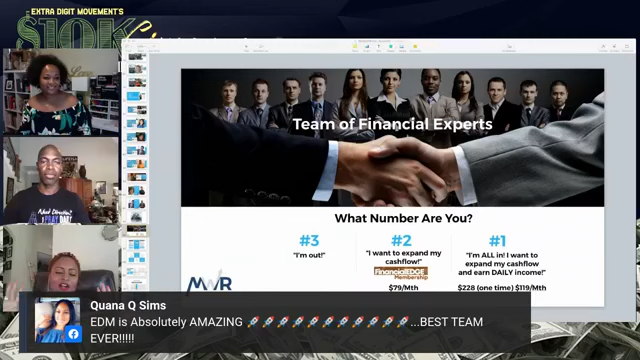 EXTRA DIGIT MOVEMENT'S
$10K
Team of Financial Experts
What Number Are You?
#3
"I'm out!"
#2
"I want to expand my
cashflow!"
FinancialEDGE
Membership
$79/Mth
#1
"I'm ALL in! I want to
expand my cashflow
and earn DAILY income!"
$228 (one time) $119/Mth
MWR
Quana Q Sims
EDM is Absolutely AMAZING 🚀🚀🚀🚀🚀🚀🚀🚀🚀🚀🚀...BEST TEAM
EVER!!!!!